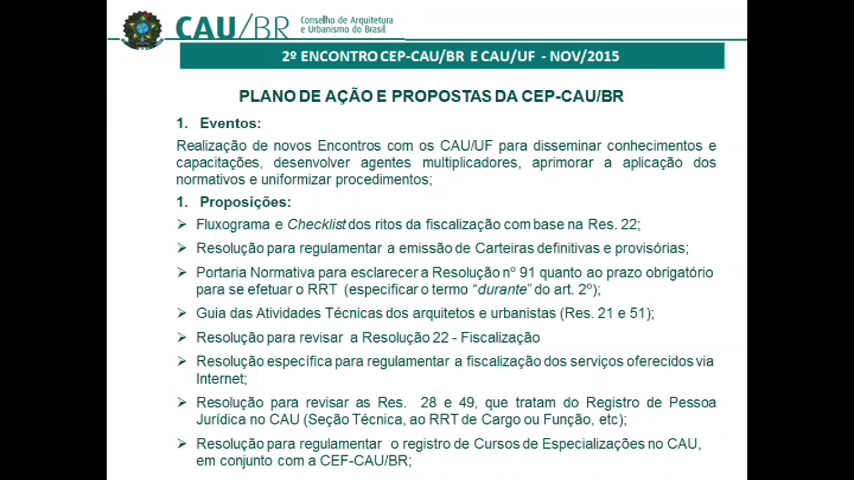 CAU/BR
Conselho de Arquitetura
e Urbanismo do Brasil
2º ENCONTRO CEP-CAU/BR E CAU/UF - NOV/2015
PLANO DE AÇÃO E PROPOSTAS DA CEP-CAU/BR
1. Eventos:
Realização de novos Encontros com os CAU/UF para disseminar conhecimentos e
capacitações, desenvolver agentes multiplicadores, aprimorar a aplicação dos
normativos e uniformizar procedimentos;
1. Proposições:
➢ Fluxograma e Checklist dos ritos da fiscalização com base na Res. 22;
➢ Resolução para regulamentar a emissão de Carteiras definitivas e provisórias;
➢ Portaria Normativa para esclarecer a Resolução nº 91 quanto ao prazo obrigatório
para se efetuar o RRT (especificar o termo “durante” do art. 2º);
➢ Guia das Atividades Técnicas dos arquitetos e urbanistas (Res. 21 e 51);
➢ Resolução para revisar a Resolução 22 - Fiscalização
➢ Resolução específica para regulamentar a fiscalização dos serviços oferecidos via
Internet;
➢ Resolução para revisar as Res. 28 e 49, que tratam do Registro de Pessoa
Jurídica no CAU (Seção Técnica, ao RRT de Cargo ou Função, etc);
➢ Resolução para regulamentar o registro de Cursos de Especializações no CAU,
em conjunto com a CEF-CAU/BR;